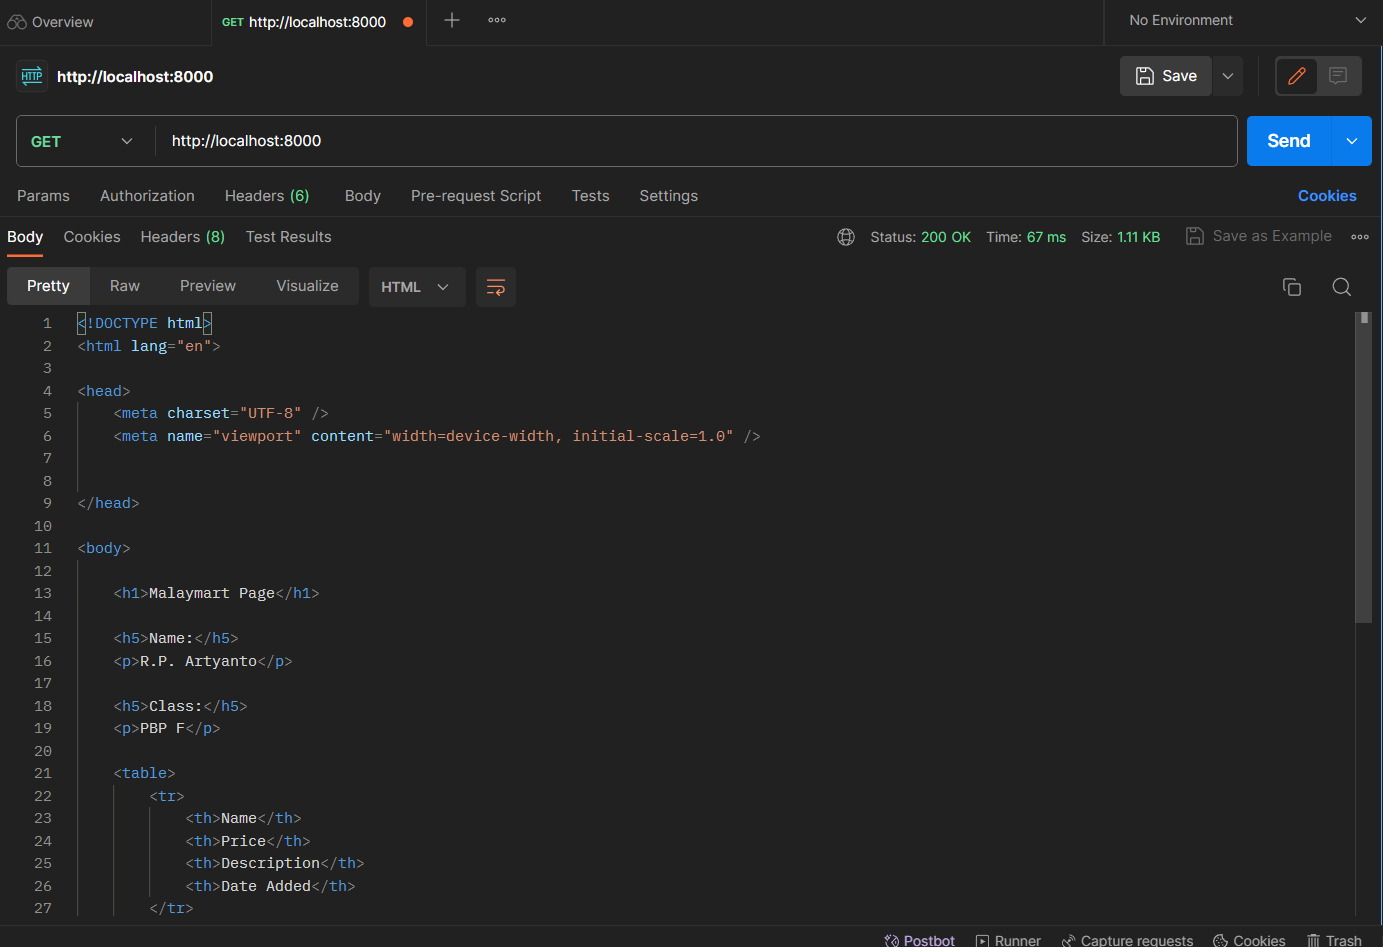 Overview
GET http://localhost:8000
No Environment
HTTP http://localhost:8000
Save
GET http://localhost:8000
Send
Params Authorization Headers (6) Body Pre-request Script Tests Settings Cookies
Body Cookies Headers (8) Test Results Status: 200 OK Time: 67 ms Size: 1.11 KB Save as Example
Pretty Raw Preview Visualize HTML
1 <!DOCTYPE html>
2 <html lang="en">
3
4 <head>
5 <meta charset="UTF-8" />
6 <meta name="viewport" content="width=device-width, initial-scale=1.0" />
7
8
9 </head>
10
11 <body>
12
13 <h1>Malaymart Page</h1>
14
15 <h5>Name:</h5>
16 <p>R.P. Artyanto</p>
17
18 <h5>Class:</h5>
19 <p>PBP F</p>
20
21 <table>
22 <tr>
23 <th>Name</th>
24 <th>Price</th>
25 <th>Description</th>
26 <th>Date Added</th>
27 </tr>
Postbot Runner Capture requests Cookies Trash